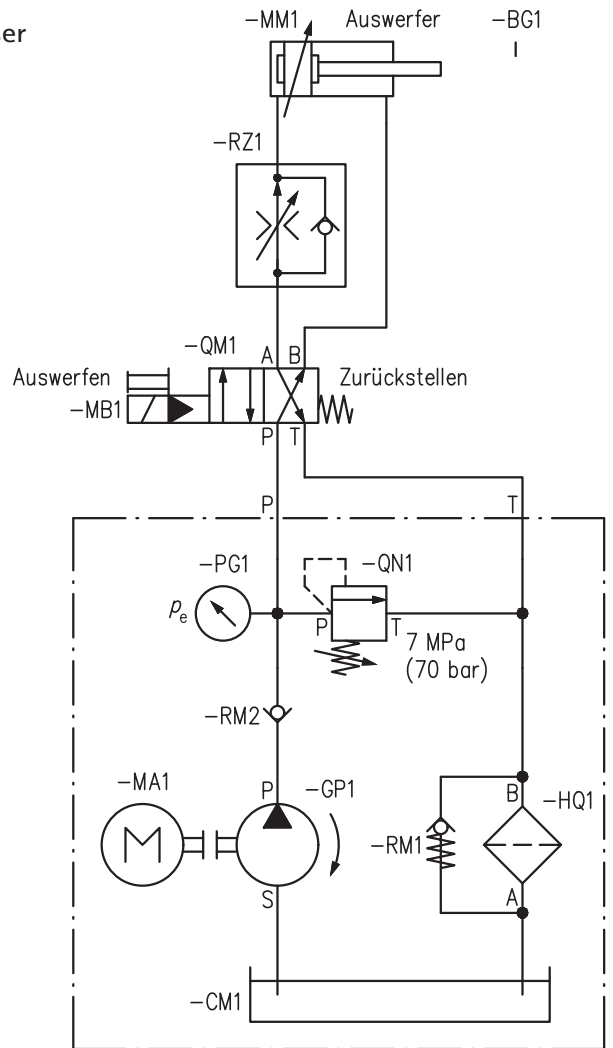 ser
-MM1 Auswerfer -BG1
-RZ1
-QM1 A B
Auswerfen Zurückstellen
-MB1
P T
P T
-PG1 -QN1
pe
P T
7 MPa
(70 bar)
-RM2
-MA1 P -GP1
B -HQ1
M
-RM1
S A
-CM1